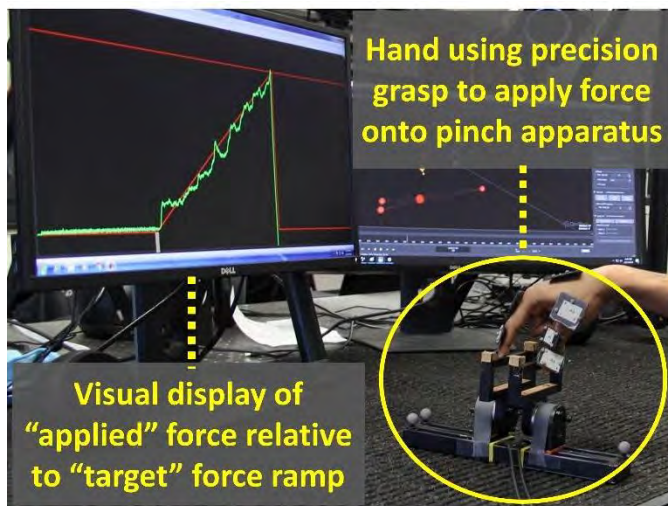 Hand using precision
grasp to apply force
onto pinch apparatus
DELL
Visual display of
“applied” force relative
to “target” force ramp